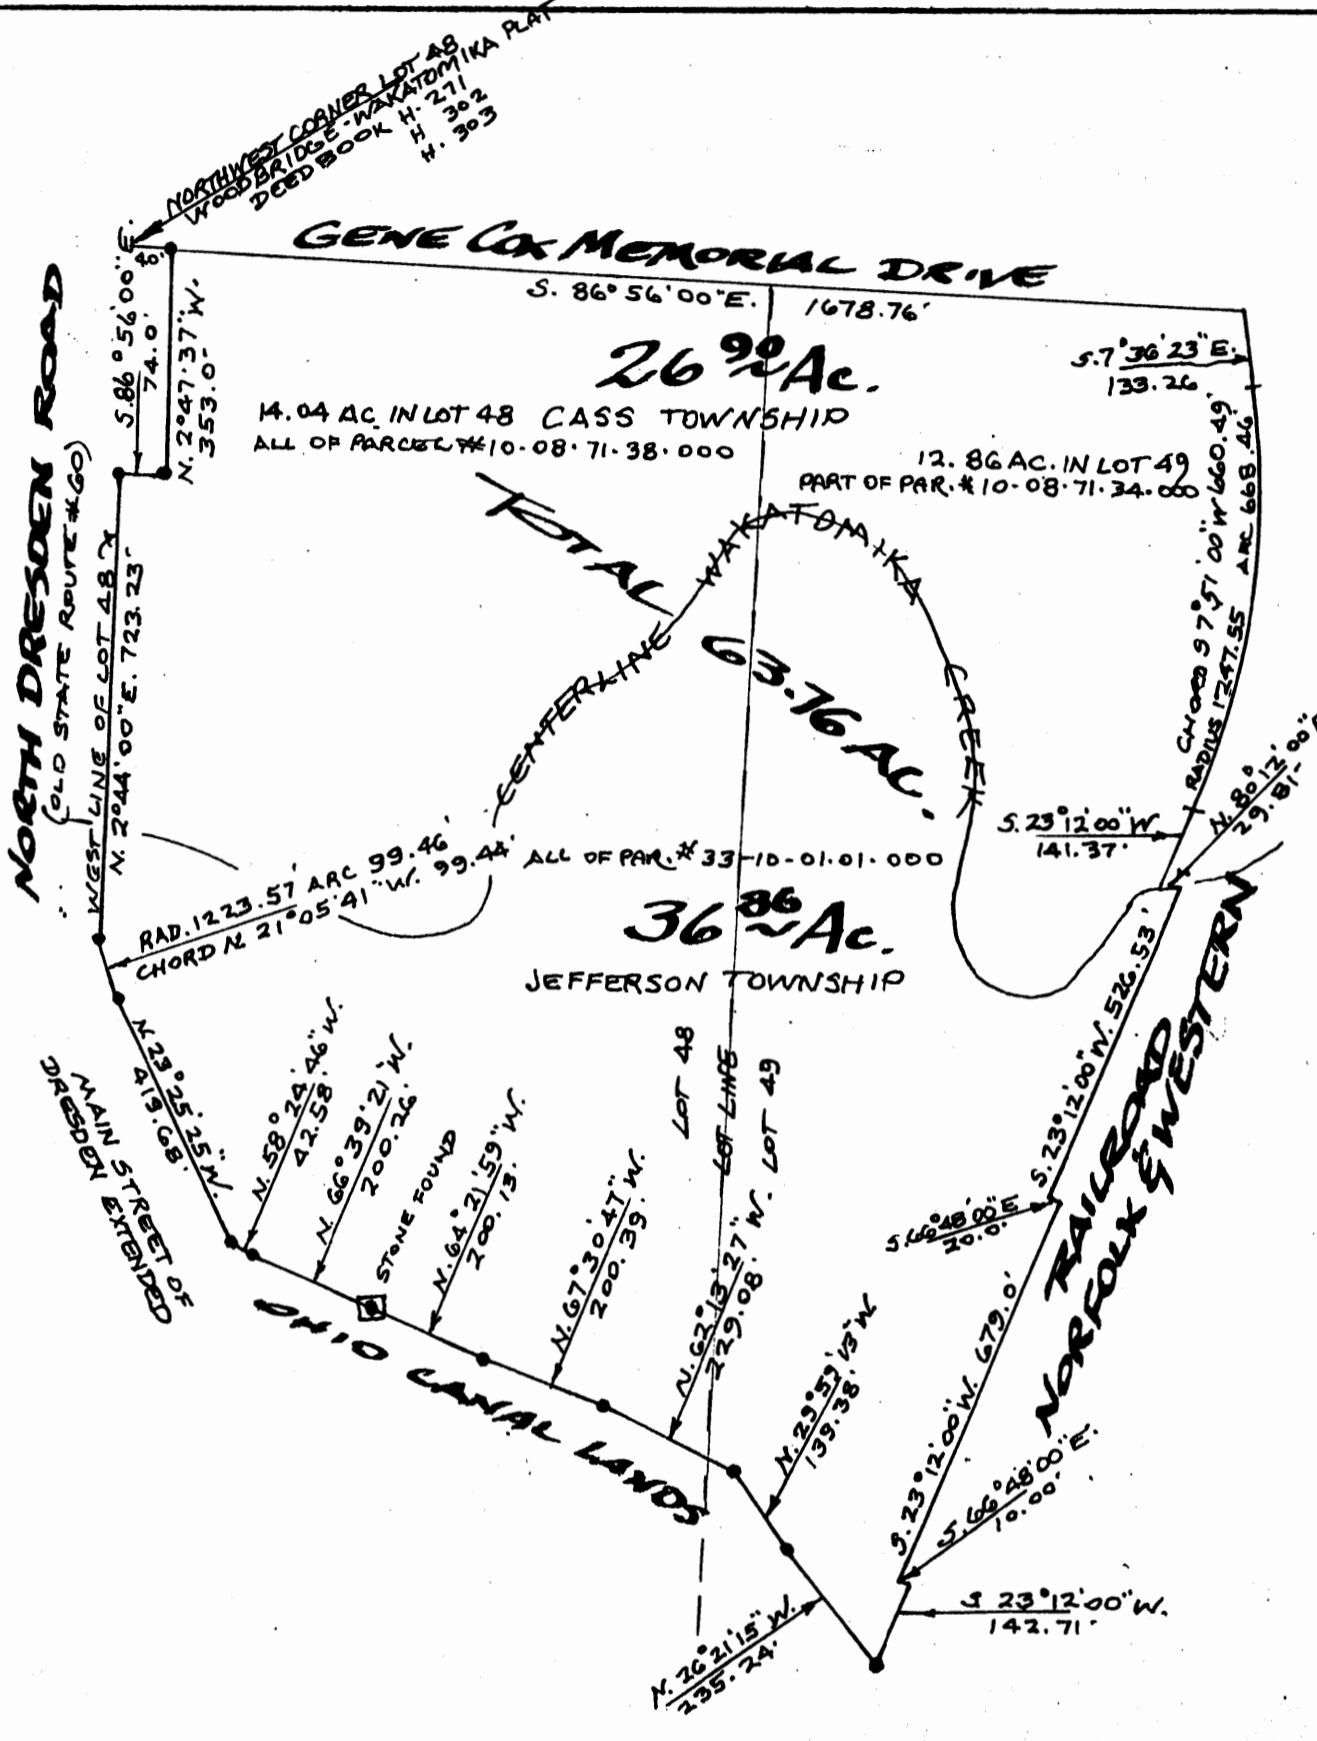 NORTHWEST CORNER LOT 48
WOODBRIDGE-WAKATOMIKA PLAT
DEED BOOK H. 271
H 302
H. 303
GENE COX MEMORIAL DRIVE
S. 86° 56' 00" E. 1678.76'
NORTH DRESDEN ROAD
(OLD STATE ROUTE #60)
S. 86° 56' 00" E.
74.0'
N. 2° 47' 37" W.
353.0'
26 90 Ac.
14.04 AC. IN LOT 48 CASS TOWNSHIP
ALL OF PARCEL #10-08-71-38-000
S. 7° 36' 23" E.
133.26
12.86 AC. IN LOT 49
PART OF PAR. #10-08-71-34-000
CHORD S 7° 51' 00" W 660.49'
RADIUS 1247.55 ARC 668.46'
TOTAL
63.76 AC.
CENTERLINE WAKATOMIKA CREEK
WEST LINE OF LOT 48
N. 2° 44' 00" E. 723.23'
S. 23° 12' 00" W
141.37'
N. 80° 12' 00"
29.81'
RAD. 1223.57' ARC 99.46'
CHORD N. 21° 05' 41" W. 99.44'
ALL OF PAR. # 33-10-01-01-000
36 86 Ac.
JEFFERSON TOWNSHIP
S. 23° 12' 00" W. 526.53'
RAILROAD
NORFOLK & WESTERN
N. 23° 25' 25" W.
419.68'
MAIN STREET OF
DRESDEN EXTENDED
N. 58° 24' 46" W.
42.58'
N. 66° 39' 21" W.
200.26'
STONE FOUND
N. 64° 21' 59" W.
200.13'
N. 67° 30' 47" W.
200.39'
LOT 48
LOT LINE
LOT 49
N. 62° 13' 27" W.
229.08'
S. 66° 48' 00" E
20.0'
S. 23° 12' 00" W. 679.0'
OHIO CANAL LANDS
N. 29° 59' 13" W
139.38'
S. 66° 48' 00" E.
10.00'
S 23° 12' 00" W.
142.71'
N. 26° 21' 15" W.
235.24'